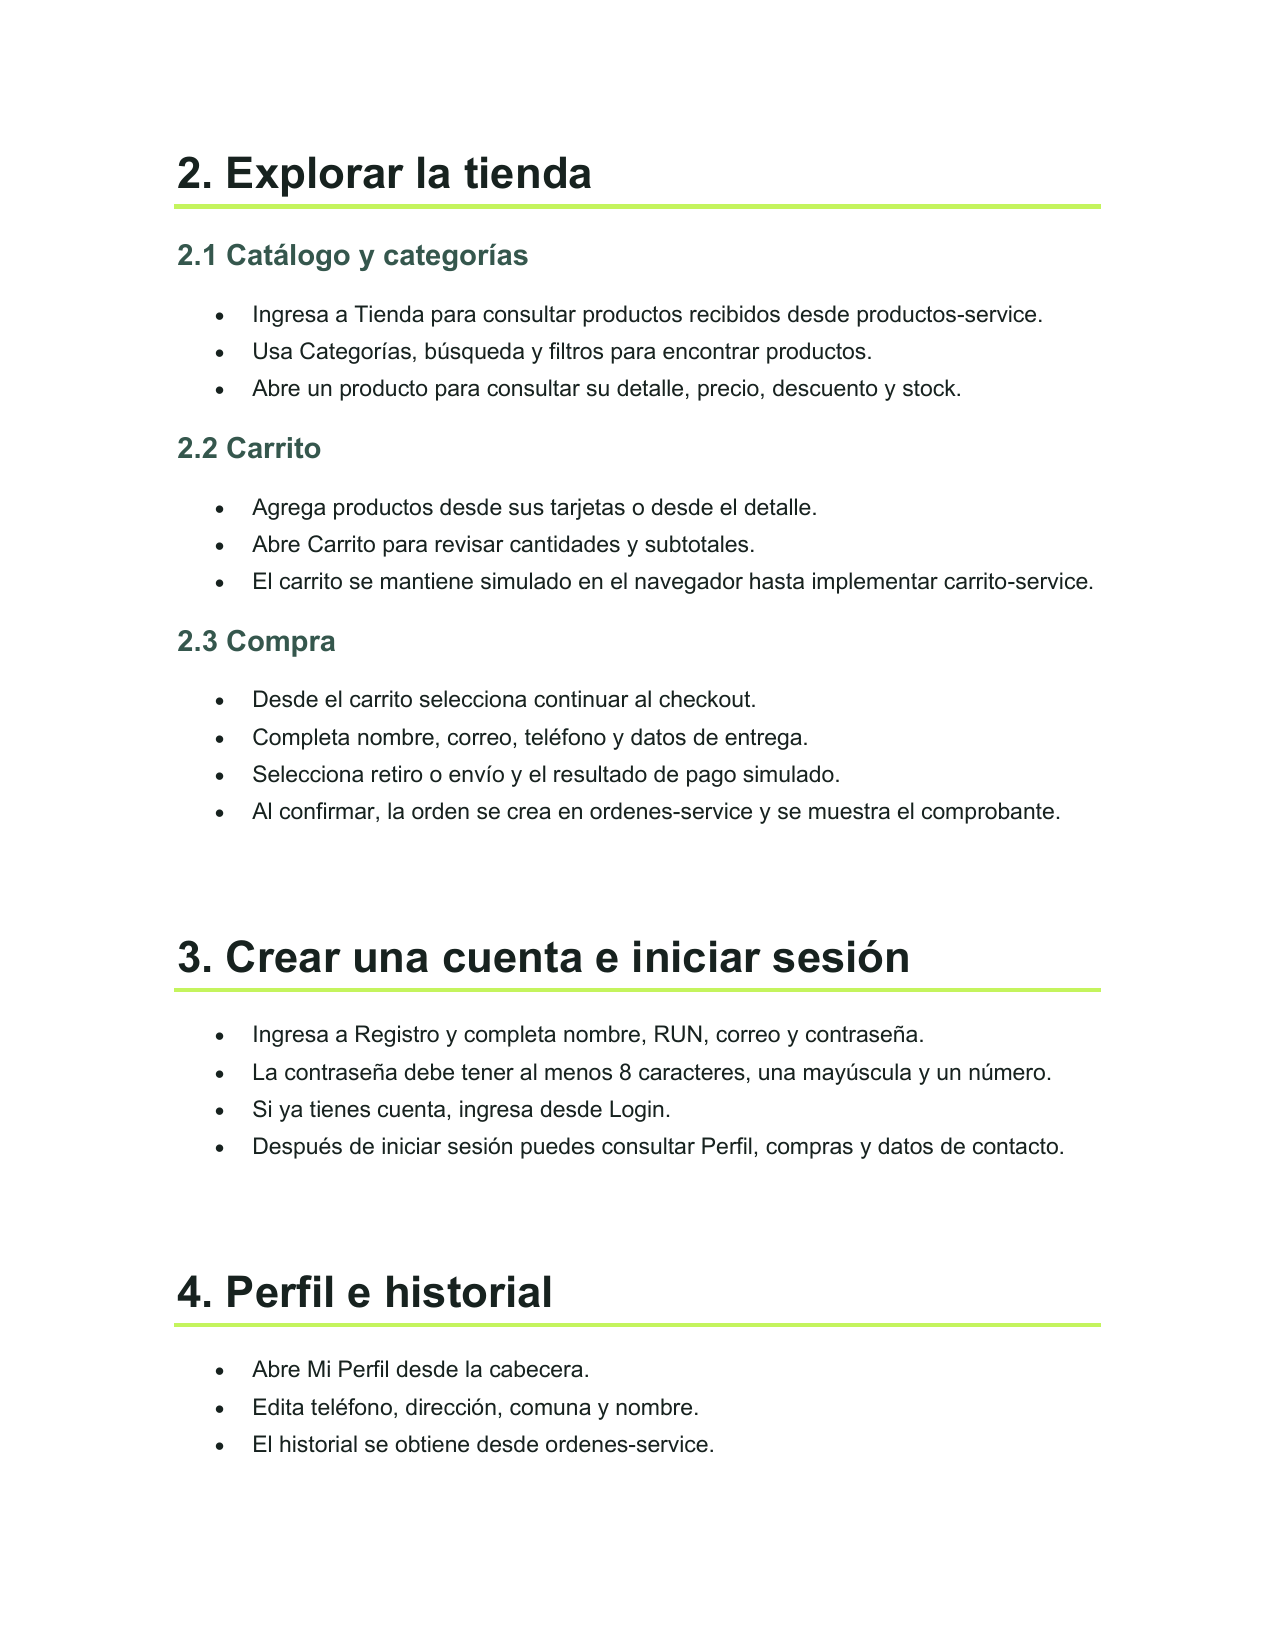 2. Explorar la tienda
2.1 Catálogo y categorías
• Ingresa a Tienda para consultar productos recibidos desde productos-service.
• Usa Categorías, búsqueda y filtros para encontrar productos.
• Abre un producto para consultar su detalle, precio, descuento y stock.
2.2 Carrito
• Agrega productos desde sus tarjetas o desde el detalle.
• Abre Carrito para revisar cantidades y subtotales.
• El carrito se mantiene simulado en el navegador hasta implementar carrito-service.
2.3 Compra
• Desde el carrito selecciona continuar al checkout.
• Completa nombre, correo, teléfono y datos de entrega.
• Selecciona retiro o envío y el resultado de pago simulado.
• Al confirmar, la orden se crea en ordenes-service y se muestra el comprobante.
3. Crear una cuenta e iniciar sesión
• Ingresa a Registro y completa nombre, RUN, correo y contraseña.
• La contraseña debe tener al menos 8 caracteres, una mayúscula y un número.
• Si ya tienes cuenta, ingresa desde Login.
• Después de iniciar sesión puedes consultar Perfil, compras y datos de contacto.
4. Perfil e historial
• Abre Mi Perfil desde la cabecera.
• Edita teléfono, dirección, comuna y nombre.
• El historial se obtiene desde ordenes-service.